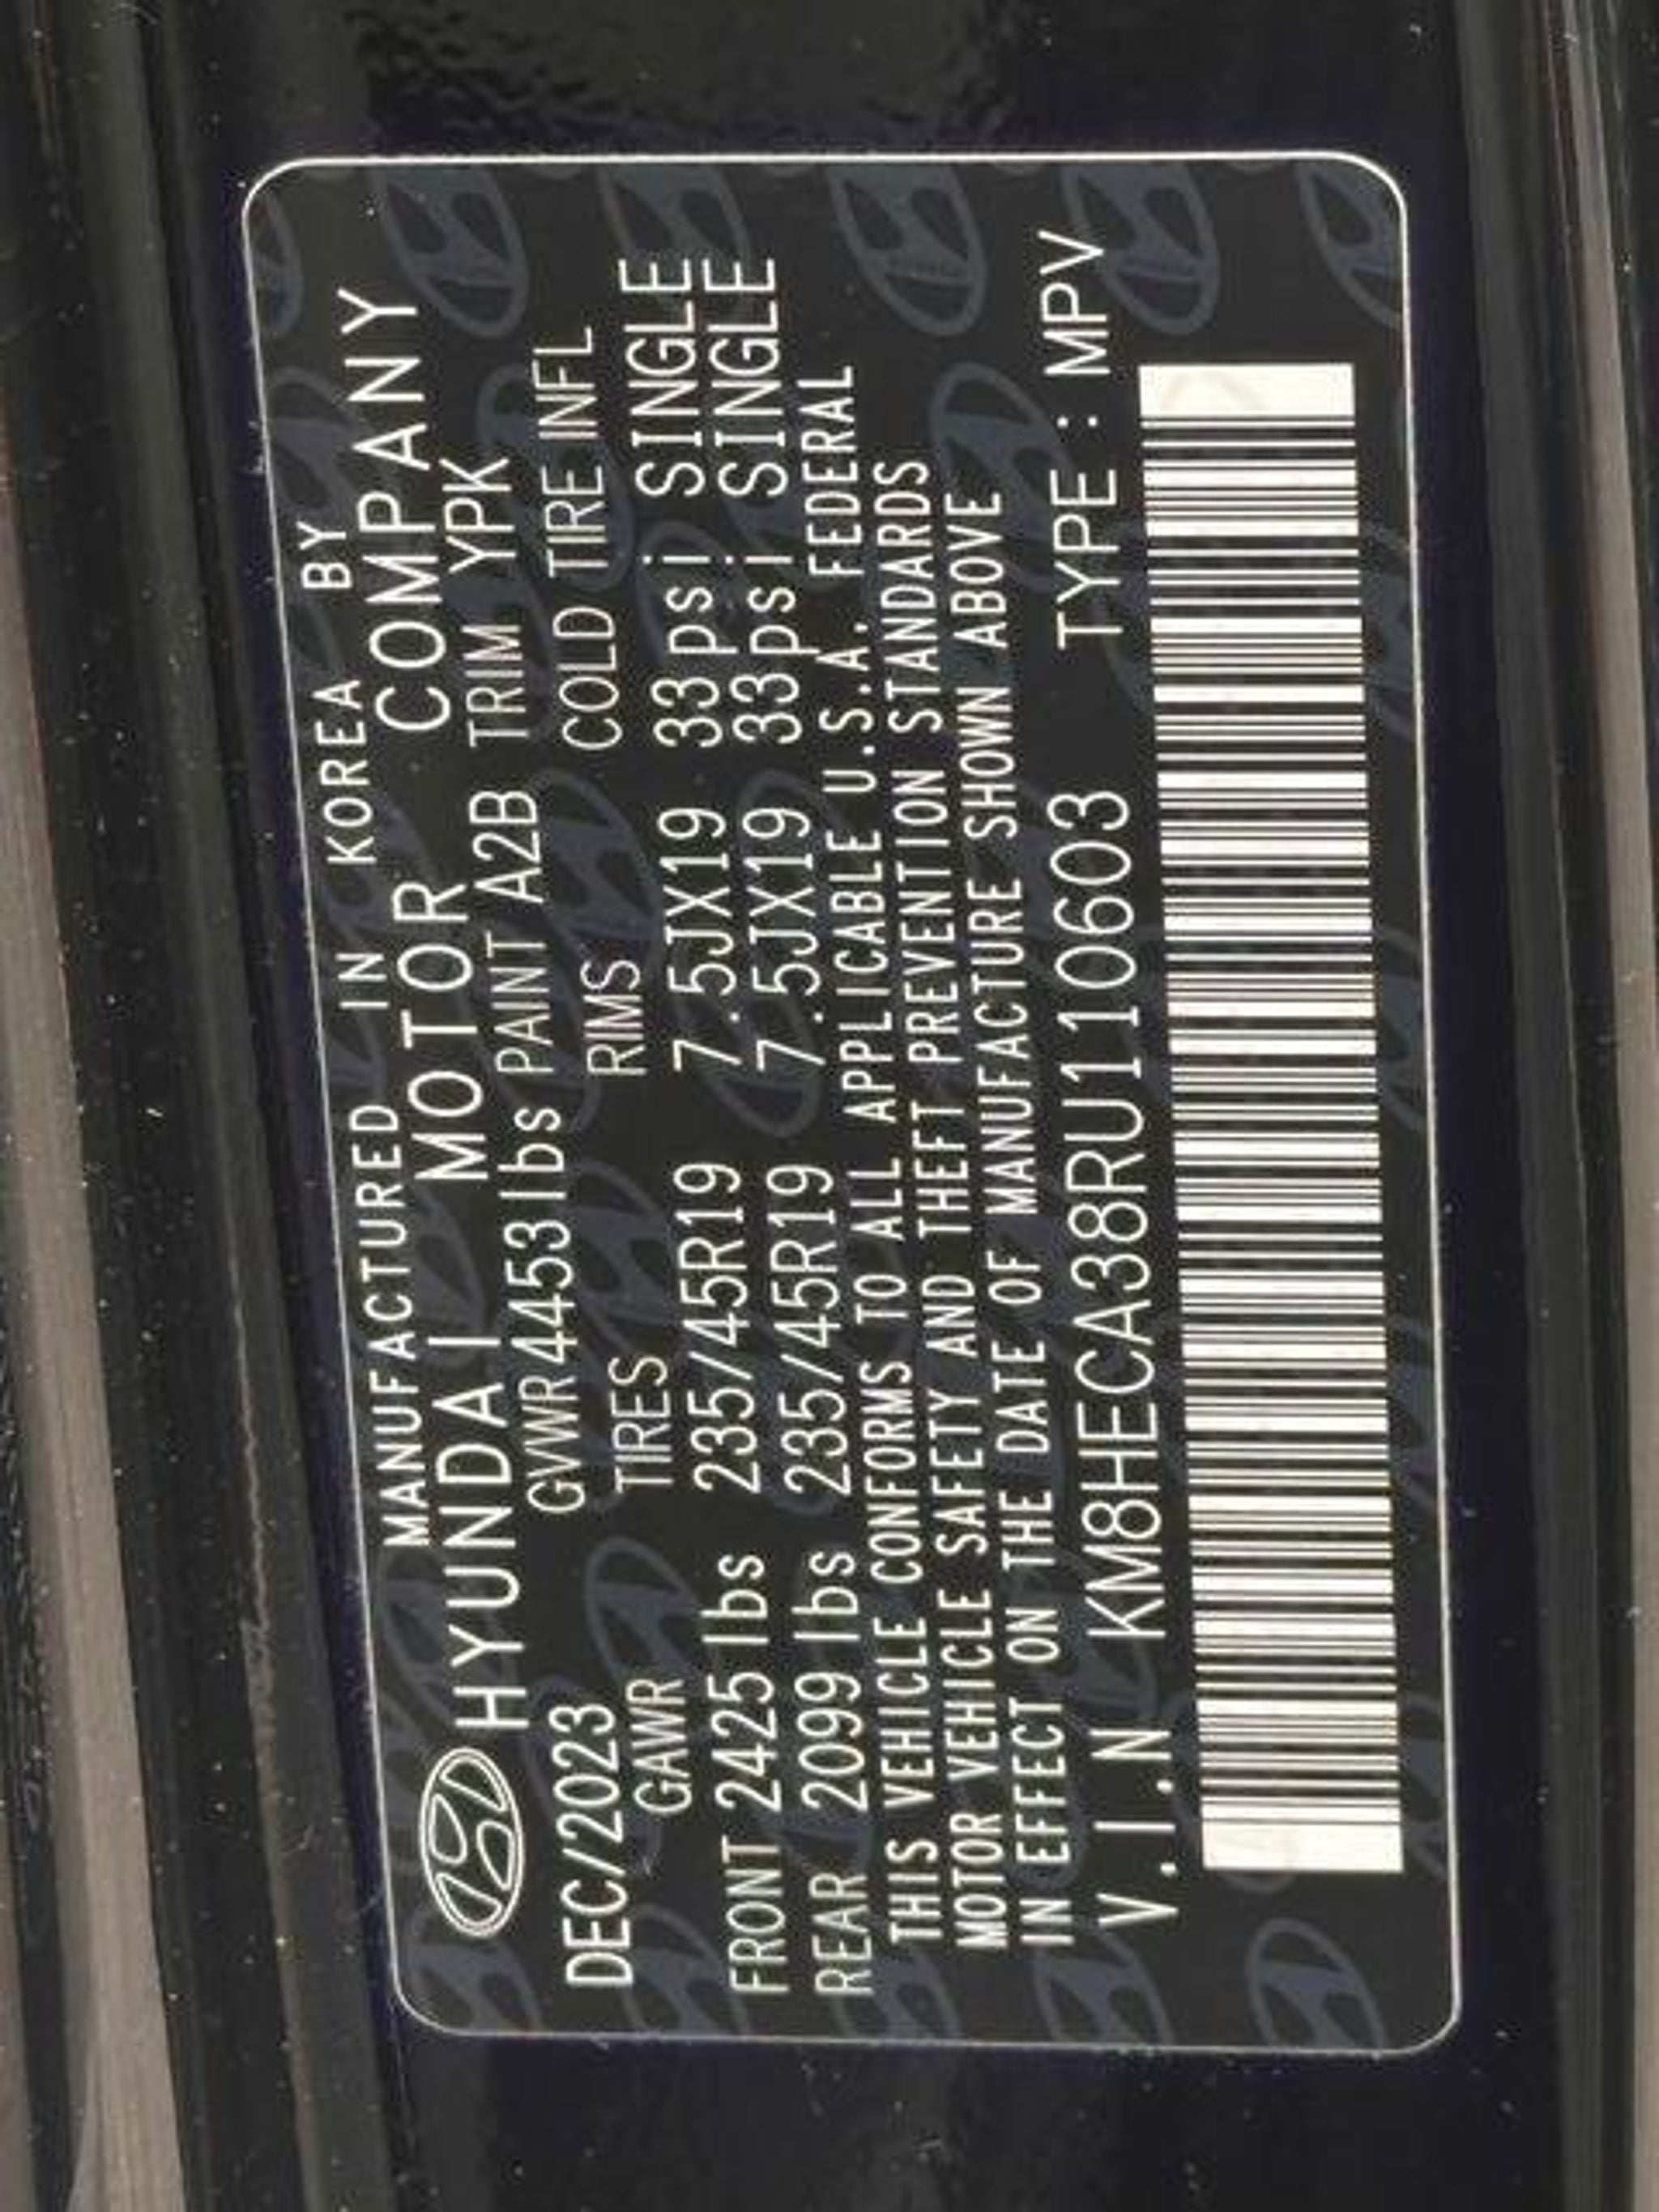 MANUFACTURED IN KOREA BY
HYUNDAI MOTOR COMPANY
DEC/2023 GVWR 4453 lbs PAINT A2B TRIM YPK
GAWR TIRES RIMS COLD TIRE INFL
FRONT 2425 lbs 235/45R19 7.5JX19 33 psi SINGLE
REAR 2099 lbs 235/45R19 7.5JX19 33 psi SINGLE
THIS VEHICLE CONFORMS TO ALL APPLICABLE U.S.A. FEDERAL
MOTOR VEHICLE SAFETY AND THEFT PREVENTION STANDARDS
IN EFFECT ON THE DATE OF MANUFACTURE SHOWN ABOVE
V.I.N KM8HECA38RU110603 TYPE : MPV